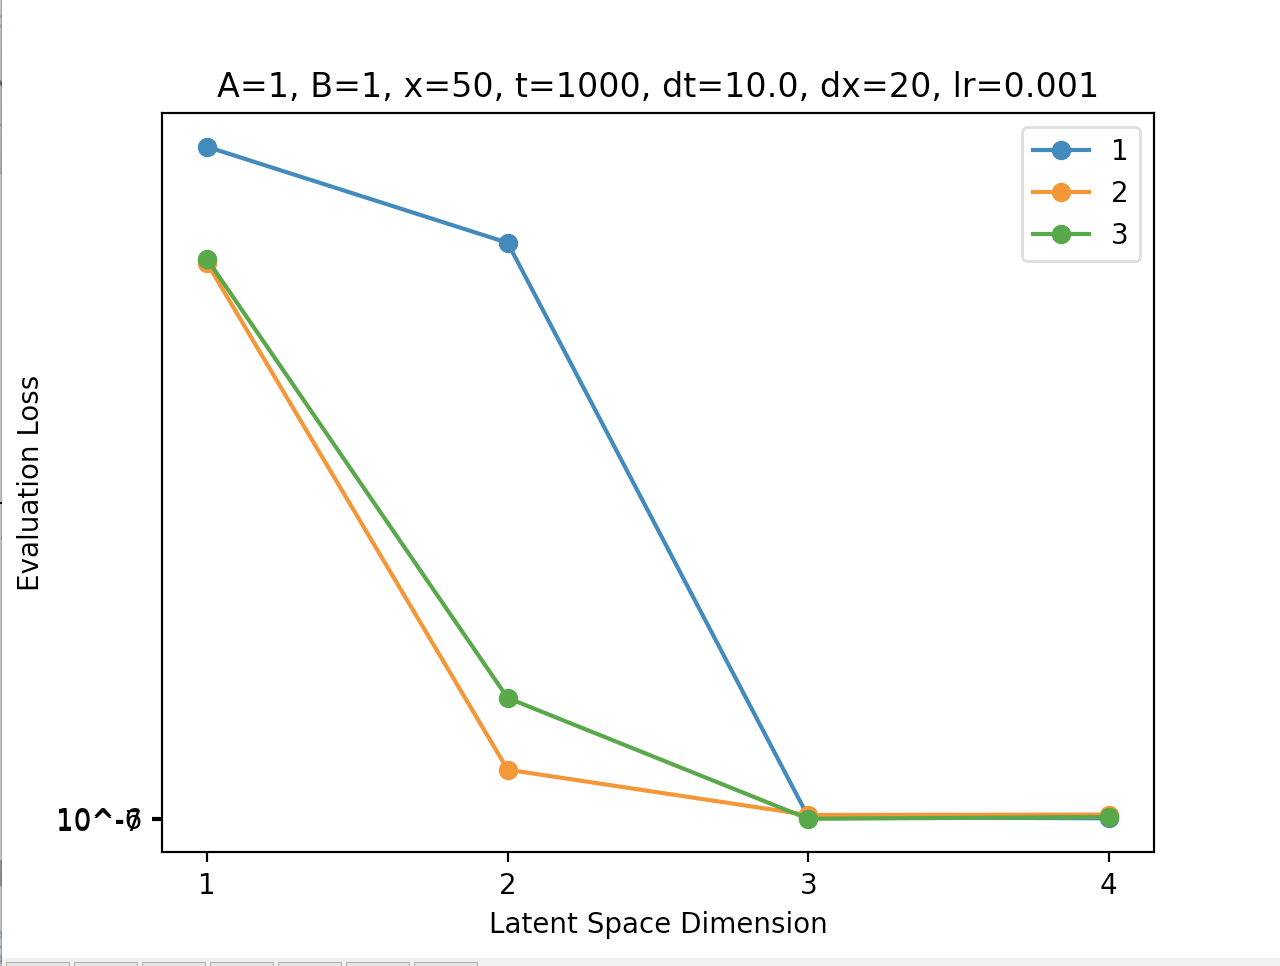 A=1, B=1, x=50, t=1000, dt=10.0, dx=20, lr=0.001
1
2
3
Evaluation Loss
1 2 3 4
Latent Space Dimension